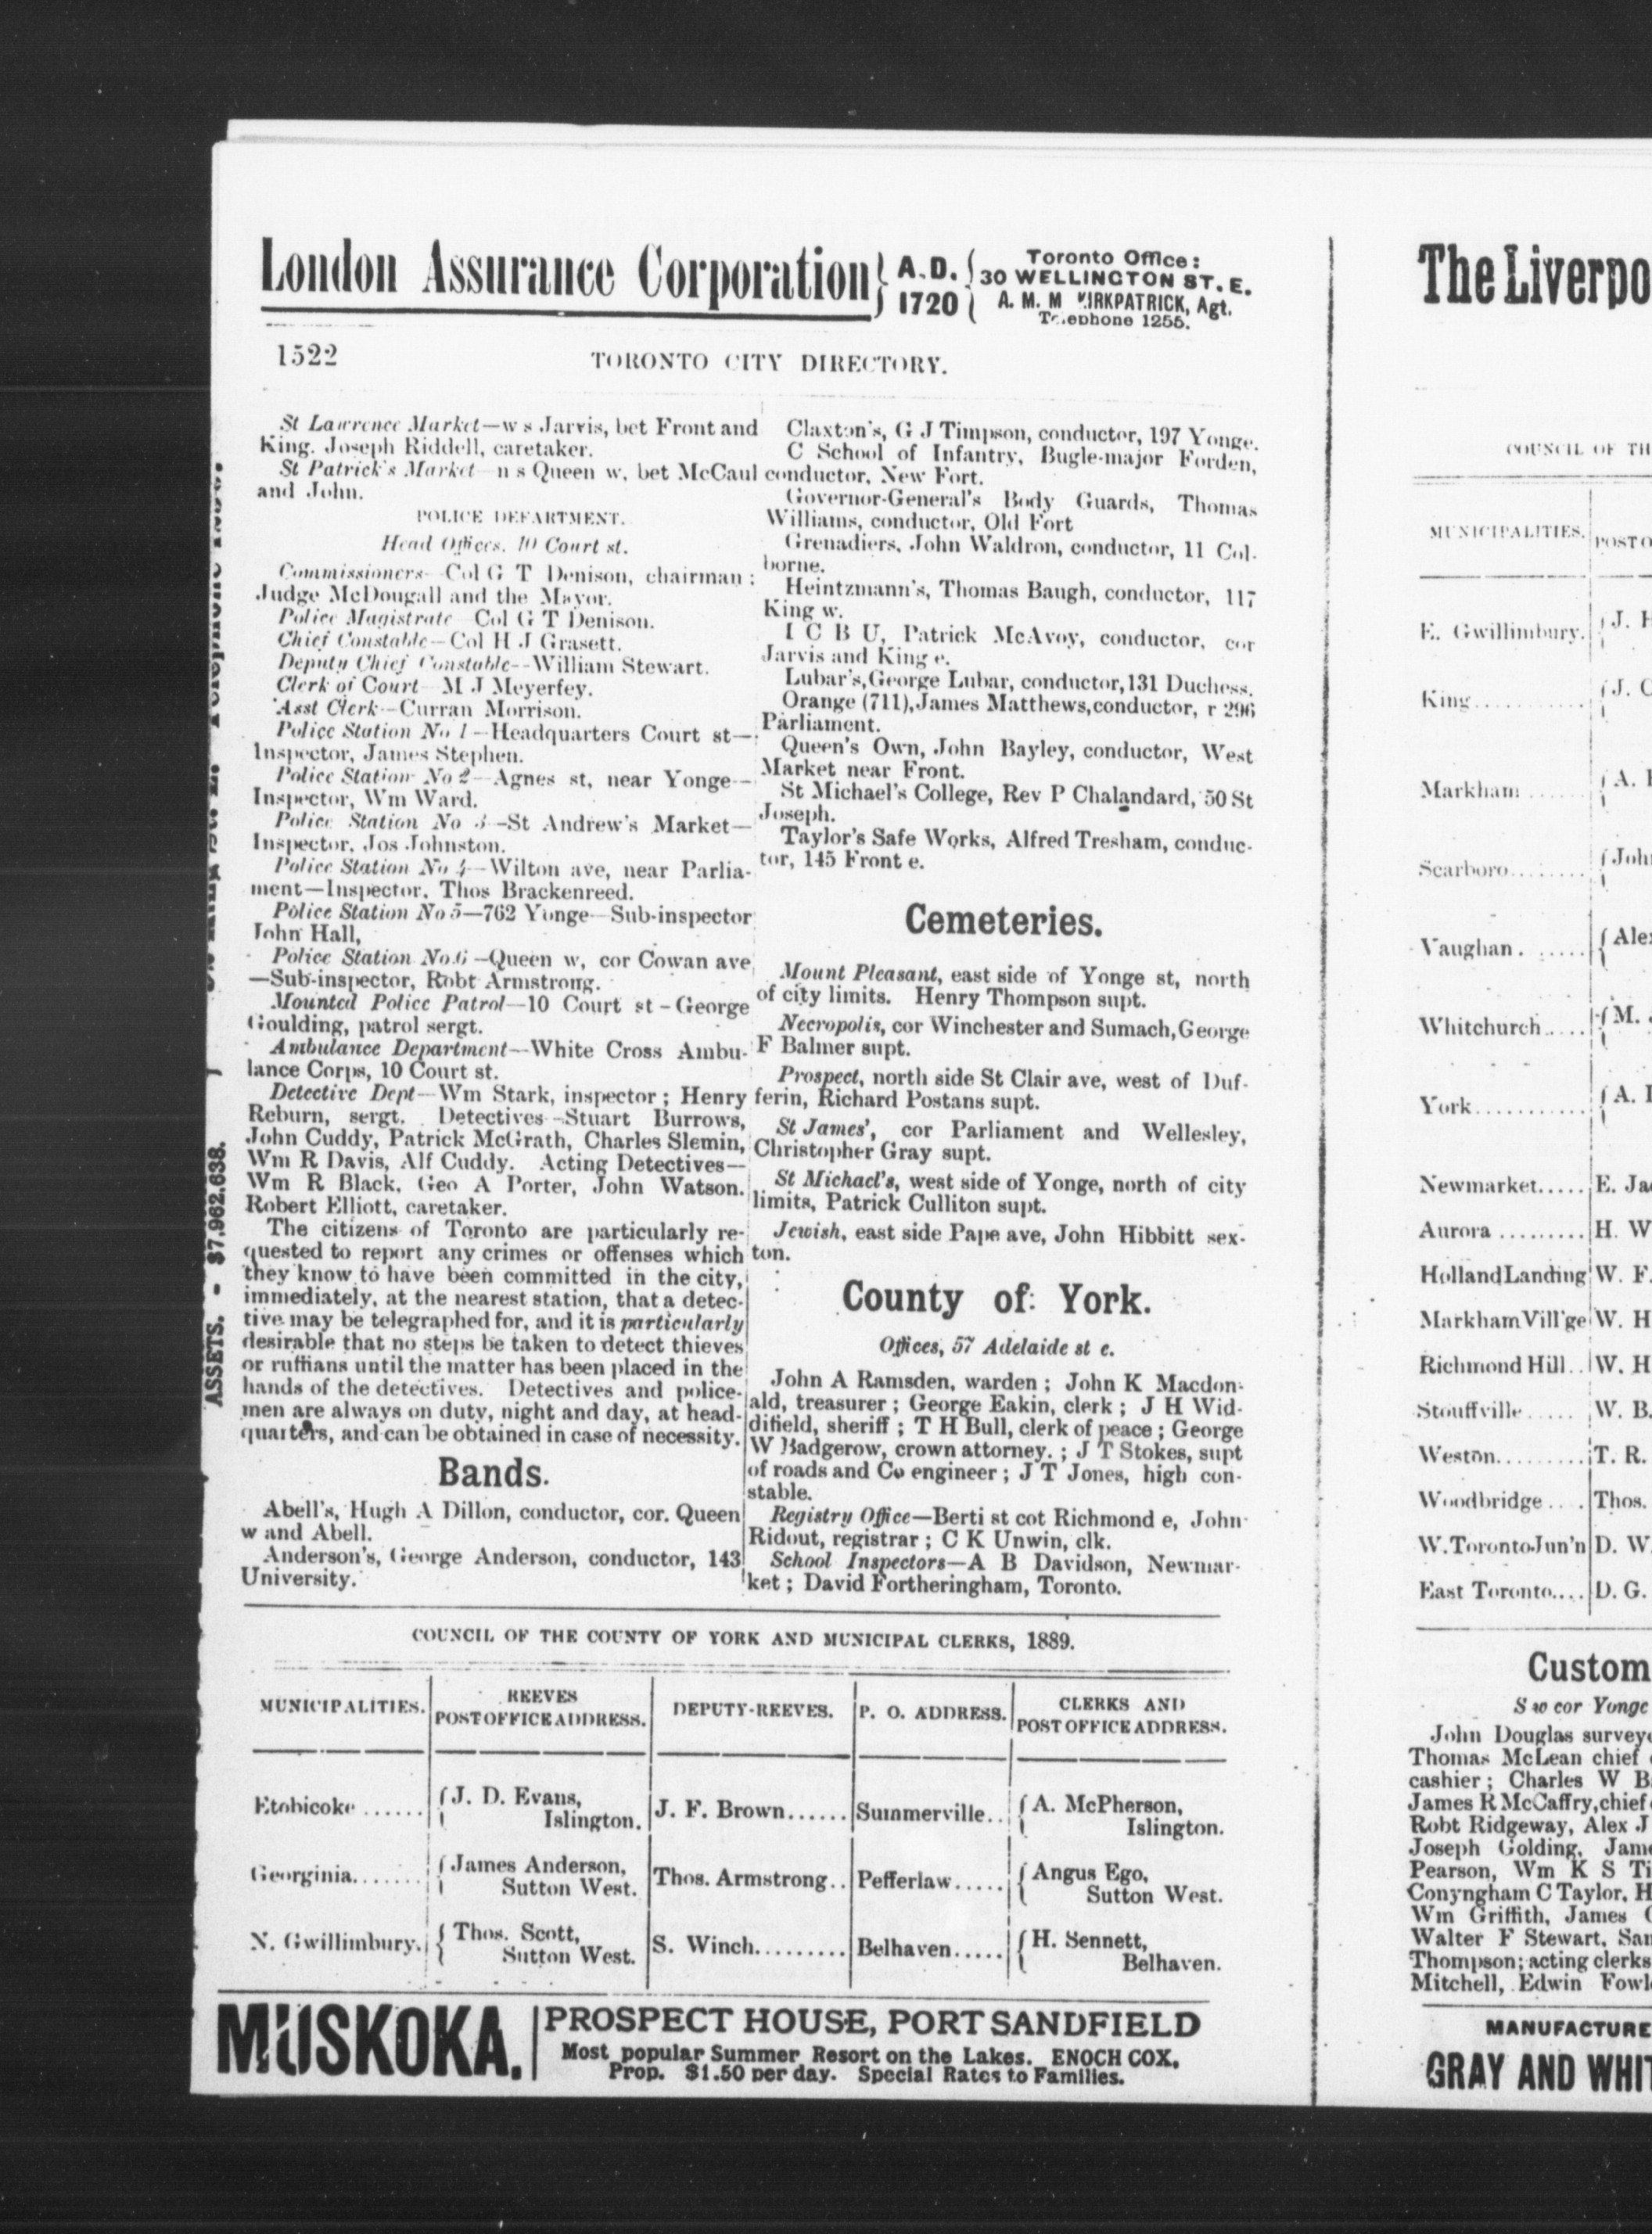 London Assurance Corporation} A.D. 1720 { Toronto Office:
30 WELLINGTON ST. E.
A. M. M KIRKPATRICK, Agt.
Telephone 1255.
1522
TORONTO CITY DIRECTORY.
St Lawrence Market—w s Jarvis, bet Front and
King. Joseph Riddell, caretaker.
St Patrick's Market—n s Queen w, bet McCaul
and John.
POLICE DEPARTMENT.
Head Offices, 10 Court st.
Commissioners—Col G T Denison, chairman;
Judge McDougall and the Mayor.
Police Magistrate—Col G T Denison.
Chief Constable—Col H J Grasett.
Deputy Chief Constable--William Stewart.
Clerk of Court—M J Meyerfey.
Asst Clerk—Curran Morrison.
Police Station No 1—Headquarters Court st—
Inspector, James Stephen.
Police Station No 2—Agnes st, near Yonge—
Inspector, Wm Ward.
Police Station No 3—St Andrew's Market—
Inspector, Jos Johnston.
Police Station No 4—Wilton ave, near Parlia-
ment—Inspector, Thos Brackenreed.
Police Station No 5—762 Yonge—Sub-inspector
John Hall,
Police Station No.6—Queen w, cor Cowan ave
—Sub-inspector, Robt Armstrong.
Mounted Police Patrol—10 Court st—George
Goulding, patrol sergt.
Ambulance Department—White Cross Ambu-
lance Corps, 10 Court st.
Detective Dept—Wm Stark, inspector; Henry
Reburn, sergt. Detectives—Stuart Burrows,
John Cuddy, Patrick McGrath, Charles Slemin,
Wm R Davis, Alf Cuddy. Acting Detectives—
Wm R Black, Geo A Porter, John Watson.
Robert Elliott, caretaker.
The citizens of Toronto are particularly re-
quested to report any crimes or offenses which
they know to have been committed in the city,
immediately, at the nearest station, that a detec-
tive may be telegraphed for, and it is particularly
desirable that no steps be taken to detect thieves
or ruffians until the matter has been placed in the
hands of the detectives. Detectives and police-
men are always on duty, night and day, at head-
quarters, and can be obtained in case of necessity.
Bands.
Abell's, Hugh A Dillon, conductor, cor. Queen
w and Abell.
Anderson's, George Anderson, conductor, 143
University.
Claxton's, G J Timpson, conductor, 197 Yonge.
C School of Infantry, Bugle-major Forden,
conductor, New Fort.
Governor-General's Body Guards, Thomas
Williams, conductor, Old Fort
Grenadiers, John Waldron, conductor, 11 Col-
borne.
Heintzmann's, Thomas Baugh, conductor, 117
King w.
I C B U, Patrick McAvoy, conductor, cor
Jarvis and King e.
Lubar's, George Lubar, conductor, 131 Duchess.
Orange (711), James Matthews, conductor, r 296
Parliament.
Queen's Own, John Bayley, conductor, West
Market near Front.
St Michael's College, Rev P Chalandard, 50 St
Joseph.
Taylor's Safe Works, Alfred Tresham, conduc-
tor, 145 Front e.
Cemeteries.
Mount Pleasant, east side of Yonge st, north
of city limits. Henry Thompson supt.
Necropolis, cor Winchester and Sumach, George
F Balmer supt.
Prospect, north side St Clair ave, west of Duf-
ferin, Richard Postans supt.
St James', cor Parliament and Wellesley,
Christopher Gray supt.
St Michael's, west side of Yonge, north of city
limits, Patrick Culliton supt.
Jewish, east side Pape ave, John Hibbitt sex-
ton.
County of York.
Offices, 57 Adelaide st e.
John A Ramsden, warden; John K Macdon-
ald, treasurer; George Eakin, clerk; J H Wid-
difield, sheriff; T H Bull, clerk of peace; George
W Badgerow, crown attorney.; J T Stokes, supt
of roads and Co engineer; J T Jones, high con-
stable.
Registry Office—Berti st cot Richmond e, John
Ridout, registrar; C K Unwin, clk.
School Inspectors—A B Davidson, Newmar-
ket; David Fortheringham, Toronto.
COUNCIL OF THE COUNTY OF YORK AND MUNICIPAL CLERKS, 1889.
MUNICIPALITIES. REEVES POST OFFICE ADDRESS. DEPUTY-REEVES. P. O. ADDRESS. CLERKS AND POST OFFICE ADDRESS.
Etobicoke ...... {J. D. Evans, Islington. J. F. Brown...... Summerville.. {A. McPherson, Islington.
Georginia....... {James Anderson, Sutton West. Thos. Armstrong.. Pefferlaw..... {Angus Ego, Sutton West.
N. Gwillimbury. {Thos. Scott, Sutton West. S. Winch......... Belhaven..... {H. Sennett, Belhaven.
MUSKOKA.
PROSPECT HOUSE, PORT SANDFIELD
Most popular Summer Resort on the Lakes. ENOCH COX,
Prop. $1.50 per day. Special Rates to Families.
ASSETS. - $7,962,638.
The Liverpo
COUNCIL OF TH
MUNICIPALITIES. POST O
E. Gwillimbury. {J. H
King........... {J. C
Markham ...... {A.
Scarboro........ {John
Vaughan. ...... {Alex
Whitchurch.... {M.
York........... {A.
Newmarket..... E. Ja
Aurora ......... H. W
Holland Landing W. F.
Markham Vill'ge W. H
Richmond Hill.. W. H
Stouffville..... W. B.
Weston......... T. R.
Woodbridge.... Thos.
W. Toronto Jun'n D. W
East Toronto.... D. G.
Custom
S w cor Yonge
John Douglas surveyo
Thomas McLean chief
cashier; Charles W B
James R McCaffry, chief
Robt Ridgeway, Alex J
Joseph Golding, Jam
Pearson, Wm K S Ti
Conyngham C Taylor, H
Wm Griffith, James
Walter F Stewart, Sam
Thompson; acting clerks
Mitchell, Edwin Fowl
MANUFACTURE
GRAY AND WHIT